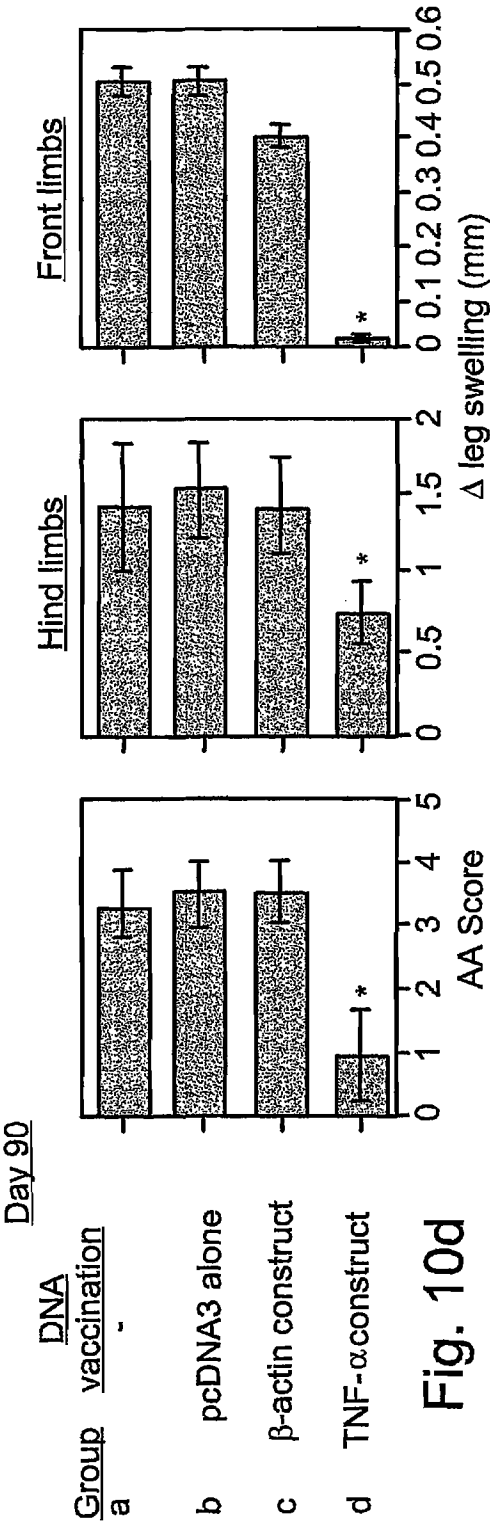 Day 90
DNA
Group vaccination Hind limbs Front limbs
a -
b pcDNA3 alone
c β-actin construct
d TNF-α construct
* * *
0 1 2 3 4 5
0 0.5 1 1.5 2
0 0.1 0.2 0.3 0.4 0.5 0.6
AA Score
Δ leg swelling (mm)
Fig. 10d